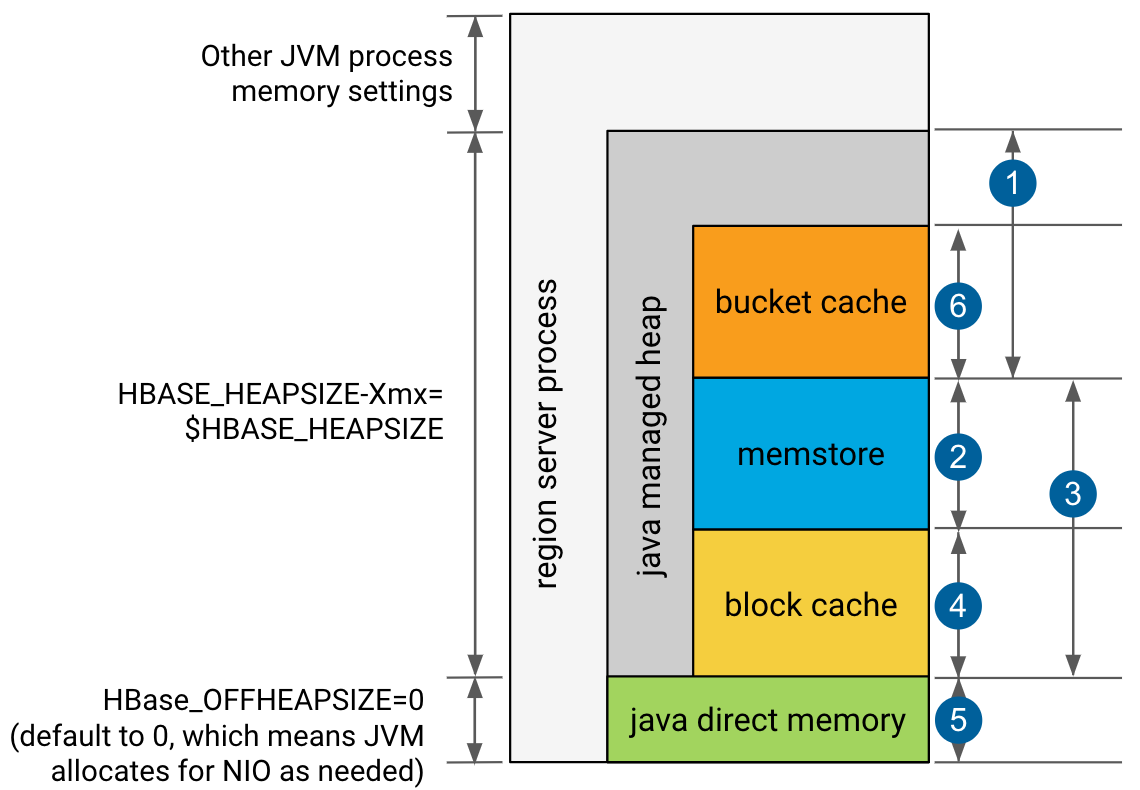 Other JVM process
memory settings
1
bucket cache
6
region server process
java managed heap
HBASE_HEAPSIZE-Xmx=
$HBASE_HEAPSIZE
memstore
2
3
block cache
4
HBase_OFFHEAPSIZE=0
(default to 0, which means JVM
allocates for NIO as needed)
java direct memory
5